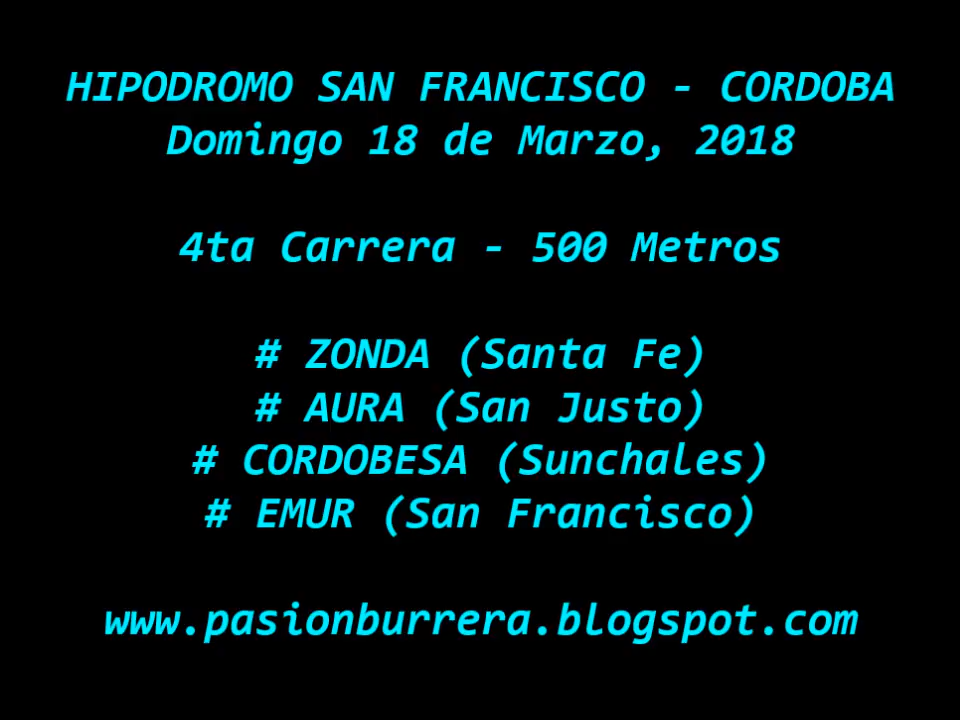 HIPODROMO SAN FRANCISCO - CORDOBA
Domingo 18 de Marzo, 2018
4ta Carrera - 500 Metros
# ZONDA (Santa Fe)
# AURA (San Justo)
# CORDOBESA (Sunchales)
# EMUR (San Francisco)
www.pasionburrera.blogspot.com